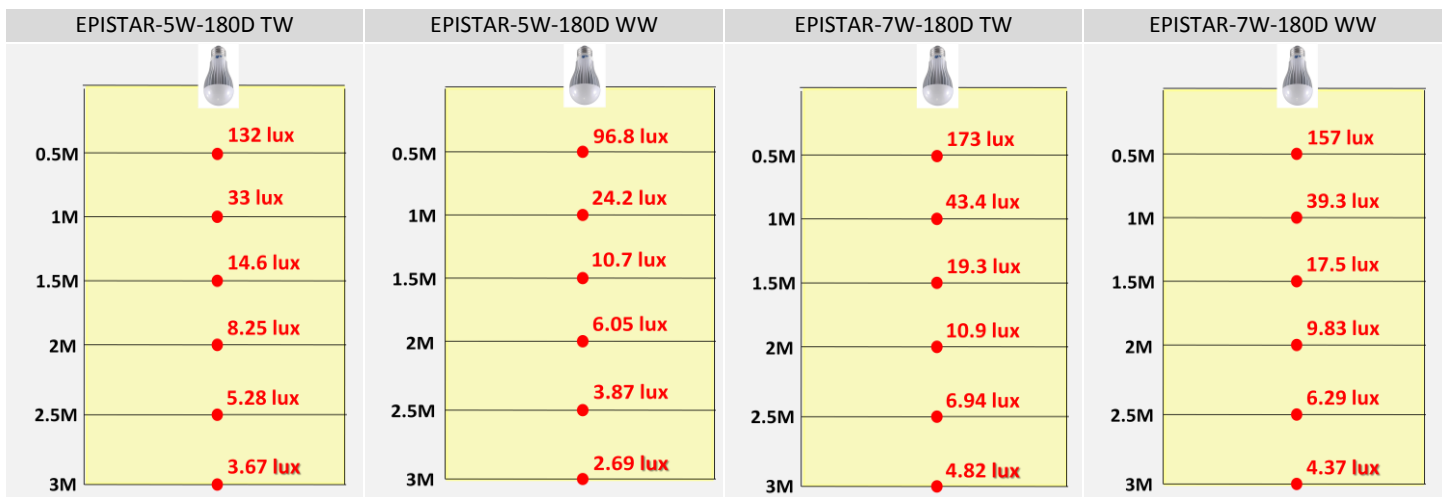 EPISTAR-5W-180D TW
EPISTAR-5W-180D WW
EPISTAR-7W-180D TW
EPISTAR-7W-180D WW
132 lux
0.5M
33 lux
1M
14.6 lux
1.5M
8.25 lux
2M
5.28 lux
2.5M
3.67 lux
3M
96.8 lux
0.5M
24.2 lux
1M
10.7 lux
1.5M
6.05 lux
2M
3.87 lux
2.5M
2.69 lux
3M
173 lux
0.5M
43.4 lux
1M
19.3 lux
1.5M
10.9 lux
2M
6.94 lux
2.5M
4.82 lux
3M
157 lux
0.5M
39.3 lux
1M
17.5 lux
1.5M
9.83 lux
2M
6.29 lux
2.5M
4.37 lux
3M